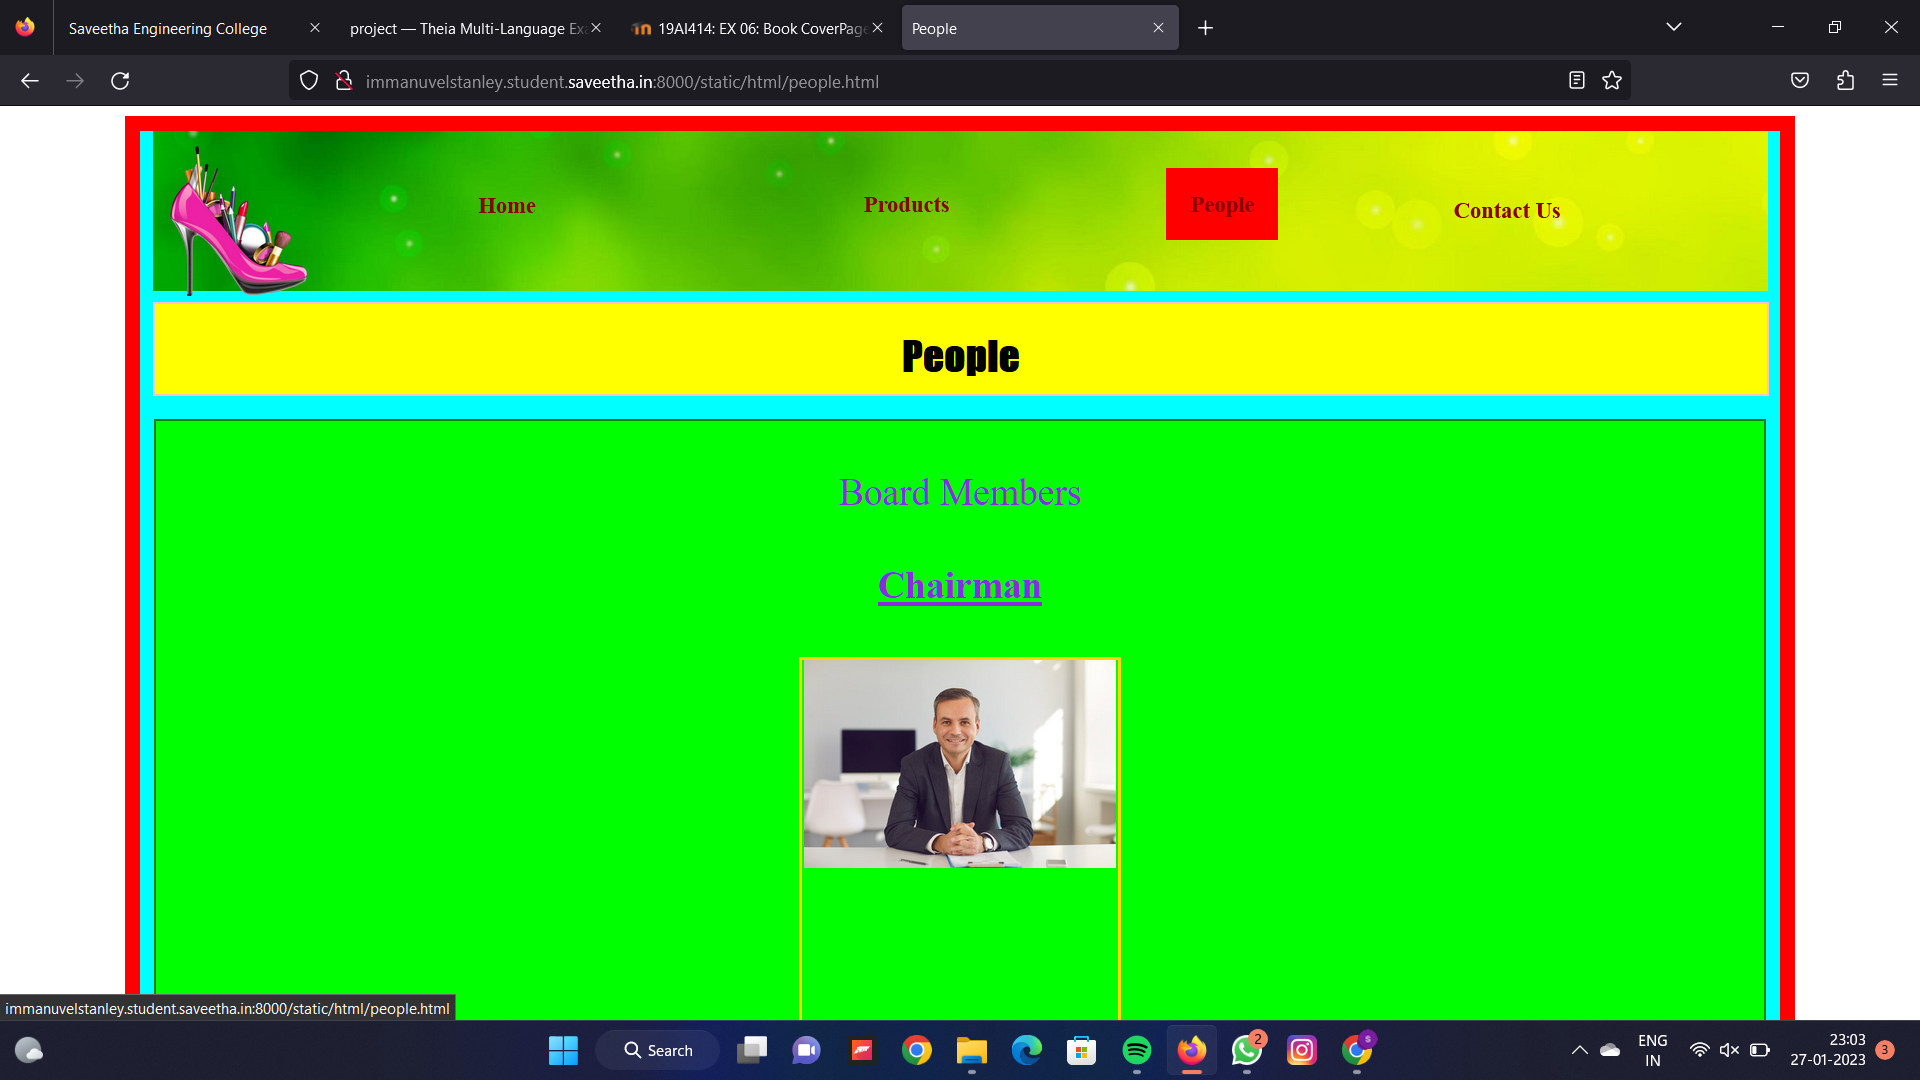 Saveetha Engineering College
project — Theia Multi-Language Ex
19AI414: EX 06: Book CoverPage
People
immanuvelstanley.student.saveetha.in:8000/static/html/people.html
Home
Products
People
Contact Us
People
Board Members
Chairman
immanuvelstanley.student.saveetha.in:8000/static/html/people.html
Search
2
S
ENG
IN
23:03
27-01-2023
3